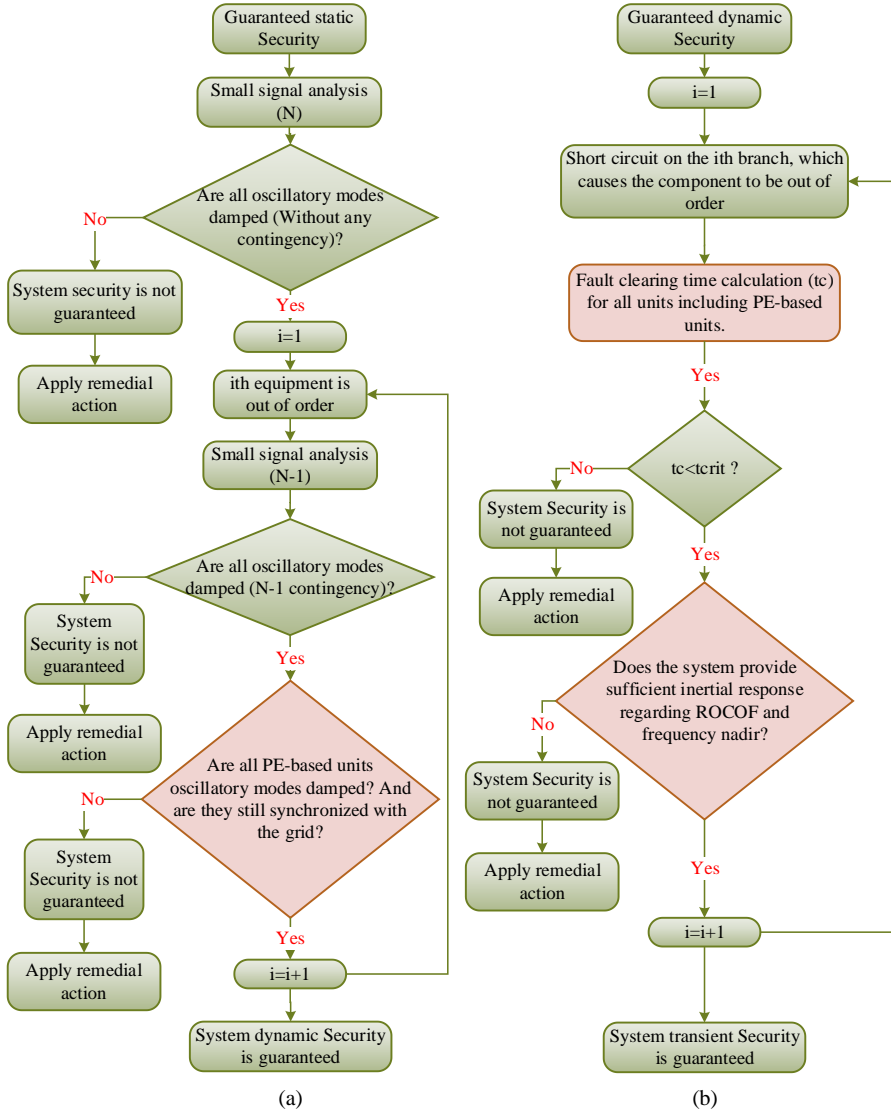 Guaranteed static
Security
Small signal analysis
(N)
Are all oscillatory modes
damped (Without any
contingency)?
No
System security is not
guaranteed
Apply remedial
action
Yes
i=1
ith equipment is
out of order
Small signal analysis
(N-1)
Are all oscillatory modes
damped (N-1 contingency)?
No
System
Security is not
guaranteed
Apply remedial
action
Yes
Are all PE-based units
oscillatory modes damped? And
are they still synchronized with
the grid?
No
System
Security is not
guaranteed
Apply remedial
action
Yes
i=i+1
System dynamic Security
is guaranteed
(a)
Guaranteed dynamic
Security
i=1
Short circuit on the ith branch, which
causes the component to be out of
order
Fault clearing time calculation (tc)
for all units including PE-based
units.
Yes
tc<tcrit ?
No
System Security is
not guaranteed
Apply remedial
action
Yes
Does the system provide
sufficient inertial response
regarding ROCOF and
frequency nadir?
No
System Security is
not guaranteed
Apply remedial
action
Yes
i=i+1
System transient Security
is guaranteed
(b)